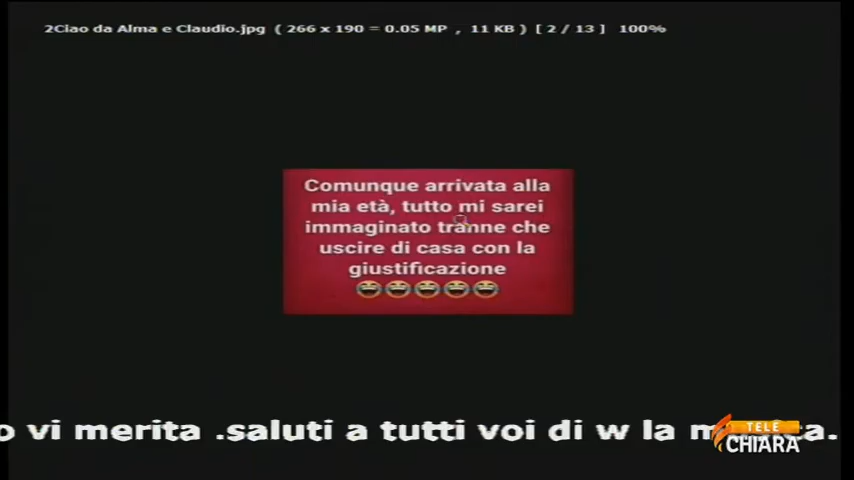 2Ciao da Alma e Claudio.jpg ( 266 x 190 = 0.05 MP , 11 KB ) [ 2 / 13 ] 100%
Comunque arrivata alla
mia età, tutto mi sarei
immaginato tranne che
uscire di casa con la
giustificazione
o vi merita .saluti a tutti voi di w la
TELE
CHIARA